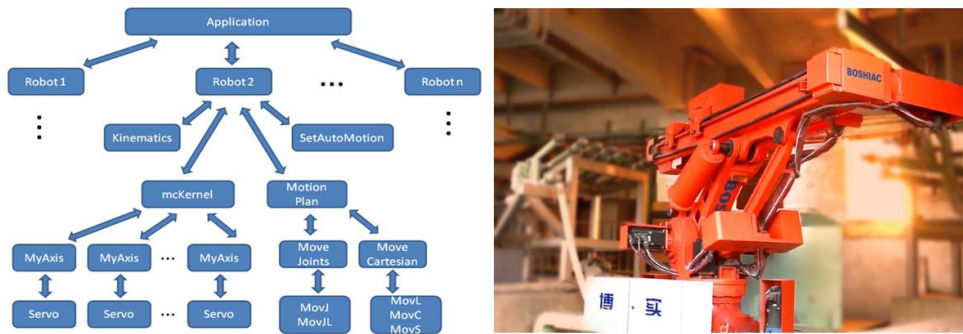 Application
Robot 1
Robot 2
...
Robot n
Kinematics
SetAutoMotion
mcKernel
Motion
Plan
MyAxis
MyAxis
...
MyAxis
Move
Joints
Move
Cartesian
Servo
Servo
...
Servo
MovJ
MovJL
MovL
MovC
MovS
BOSHIAC
博 实